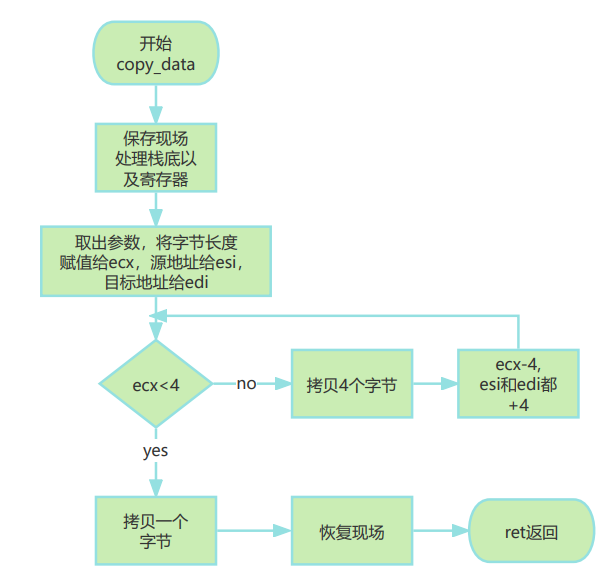 开始
copy_data
保存现场
处理栈底以
及寄存器
取出参数，将字节长度
赋值给ecx，源地址给esi，
目标地址给edi
ecx<4
no
拷贝4个字节
ecx-4,
esi和edi都
+4
yes
拷贝一个
字节
恢复现场
ret返回